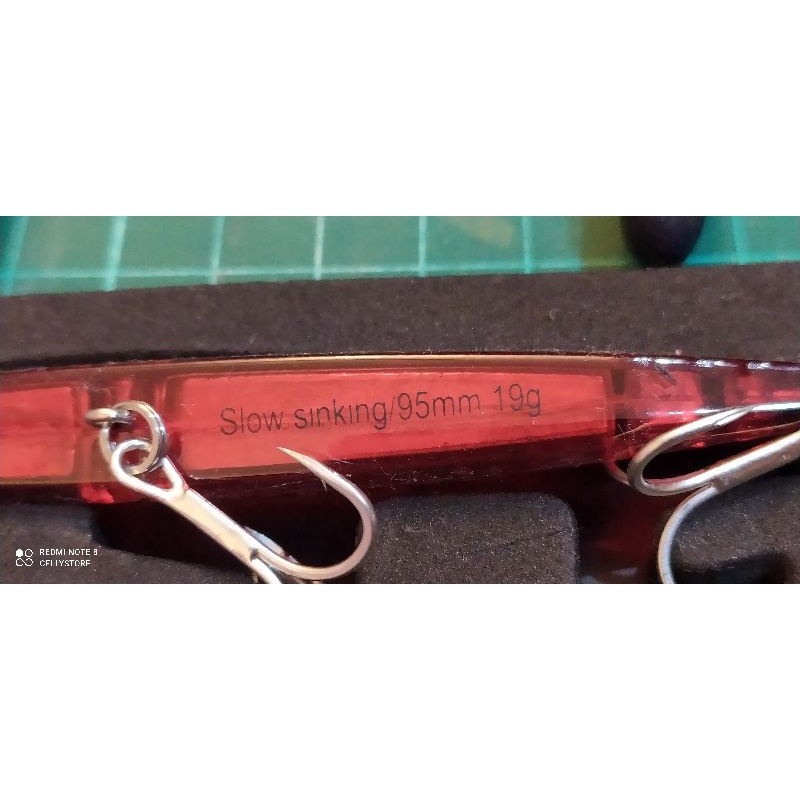 Slow sinking/95mm 19g
REDMI NOTE 8
CELLYSTORE